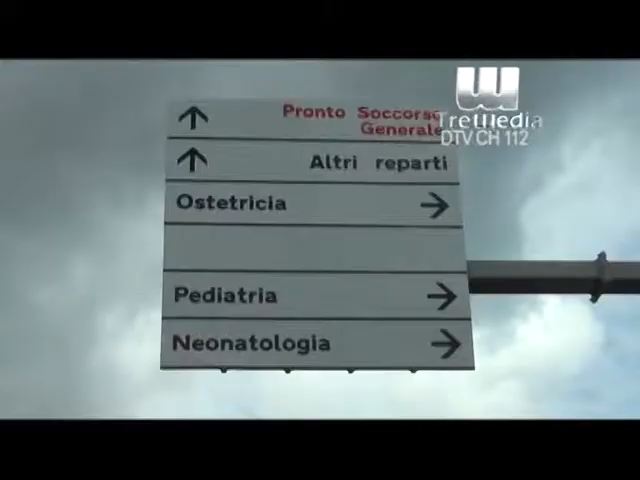 Pronto Soccorso
Generale
TreMedia
DTV CH 112
Altri reparti
Ostetricia
Pediatria
Neonatologia